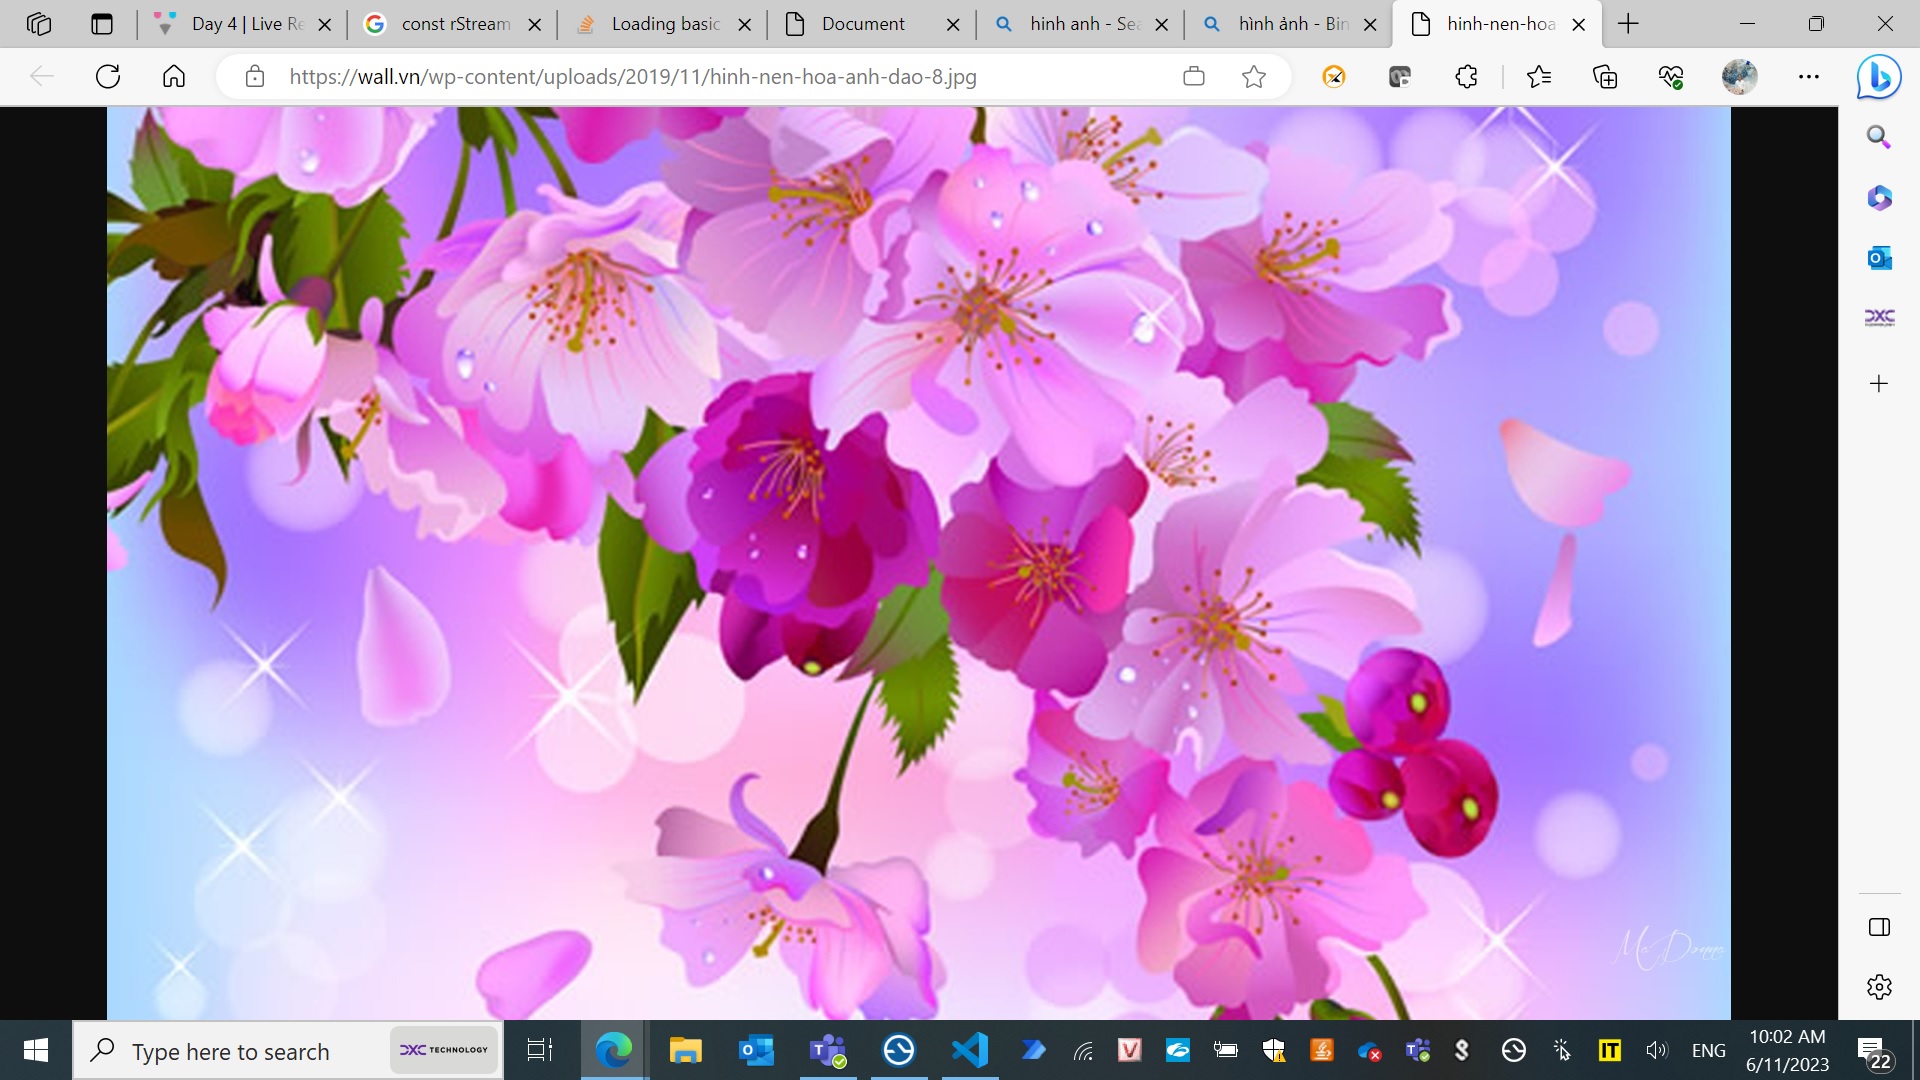 Day 4 | Live Re
const rStream
Loading basic
Document
hinh anh - Sea
hình ảnh - Bin
hinh-nen-hoa
https://wall.vn/wp-content/uploads/2019/11/hinh-nen-hoa-anh-dao-8.jpg
DXC
McDonna
Type here to search
DXC TECHNOLOGY
ENG
10:02 AM
6/11/2023
22